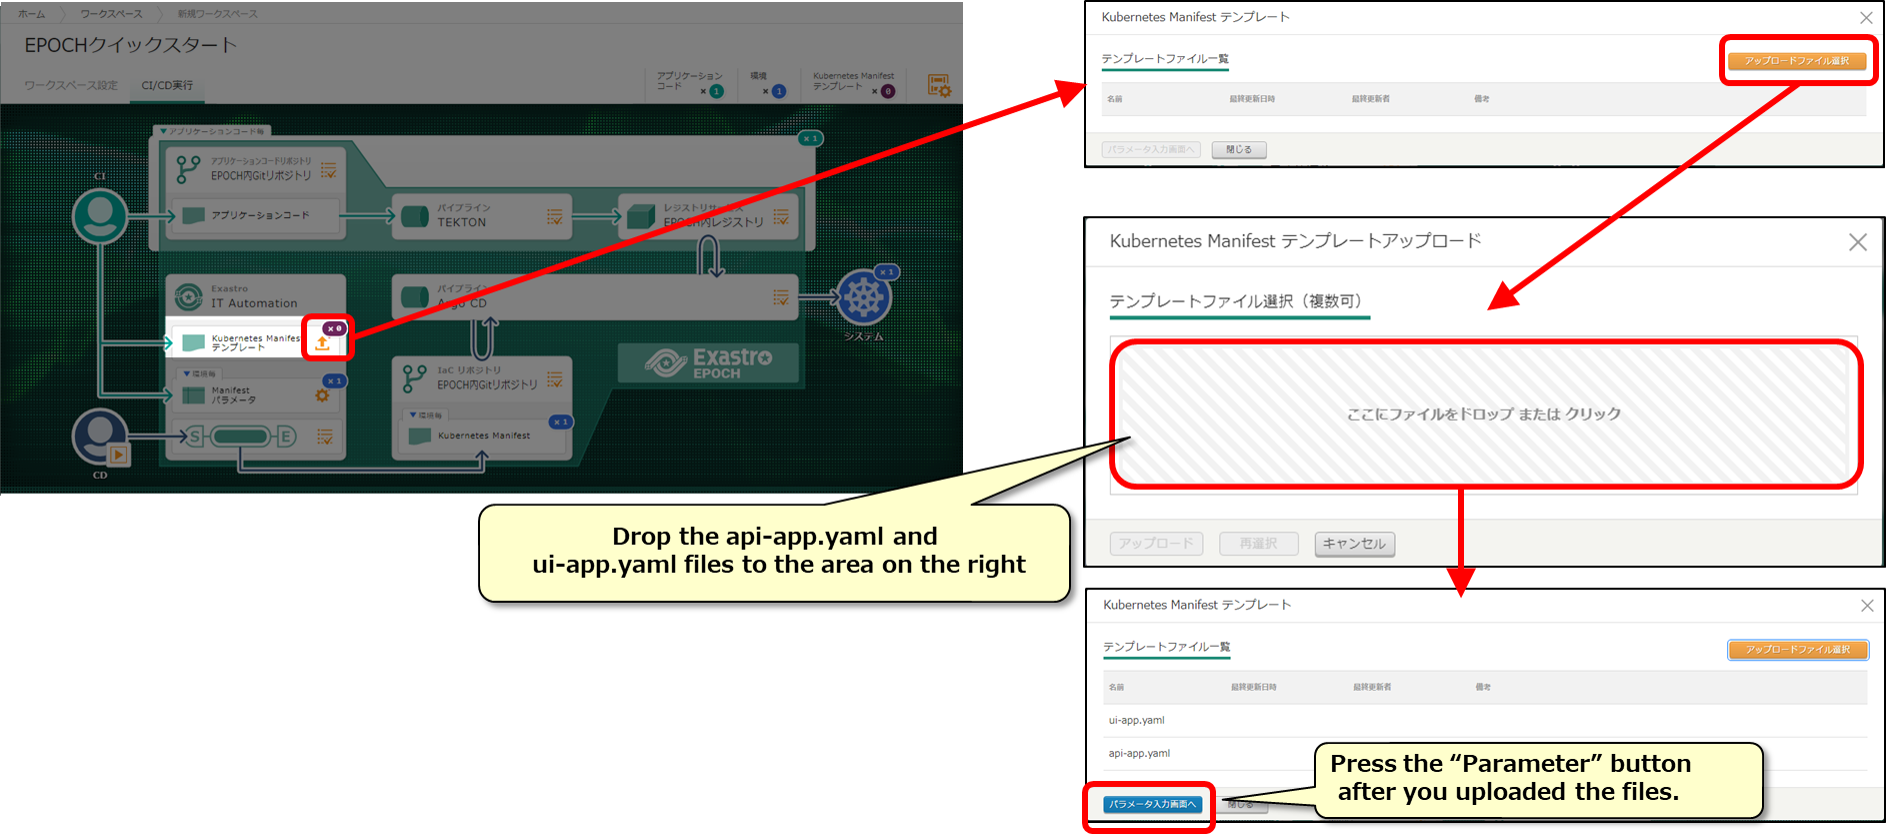 ホーム
ワークスペース
新規ワークスペース
EPOCHクイックスタート
ワークスペース設定
CI/CD実行
アプリケーション
コード
× 1
環境
× 1
Kubernetes Manifest
テンプレート
× 0
▼アプリケーションコード毎
× 1
CI
アプリケーションコードリポジトリ
EPOCH内Gitリポジトリ
アプリケーションコード
パイプライン
TEKTON
レジストリサービス
EPOCH内レジストリ
Exastro
IT Automation
パイプライン
Argo CD
× 1
システム
× 0
Kubernetes Manifes
テンプレート
▼環境毎
× 1
Manifest
パラメータ
IaC リポジトリ
EPOCH内Gitリポジトリ
Exastro
EPOCH
▼環境毎
× 1
Kubernetes Manifest
S
E
CD
Kubernetes Manifest テンプレート
テンプレートファイル一覧
アップロードファイル選択
名前
最終更新日時
最終更新者
備考
パラメータ入力画面へ
閉じる
Kubernetes Manifest テンプレートアップロード
テンプレートファイル選択（複数可）
ここにファイルをドロップ または クリック
アップロード
再選択
キャンセル
Drop the api-app.yaml and
ui-app.yaml files to the area on the right
Kubernetes Manifest テンプレート
テンプレートファイル一覧
アップロードファイル選択
名前
最終更新日時
最終更新者
備考
ui-app.yaml
api-app.yaml
パラメータ入力画面へ
閉じる
Press the “Parameter” button
after you uploaded the files.